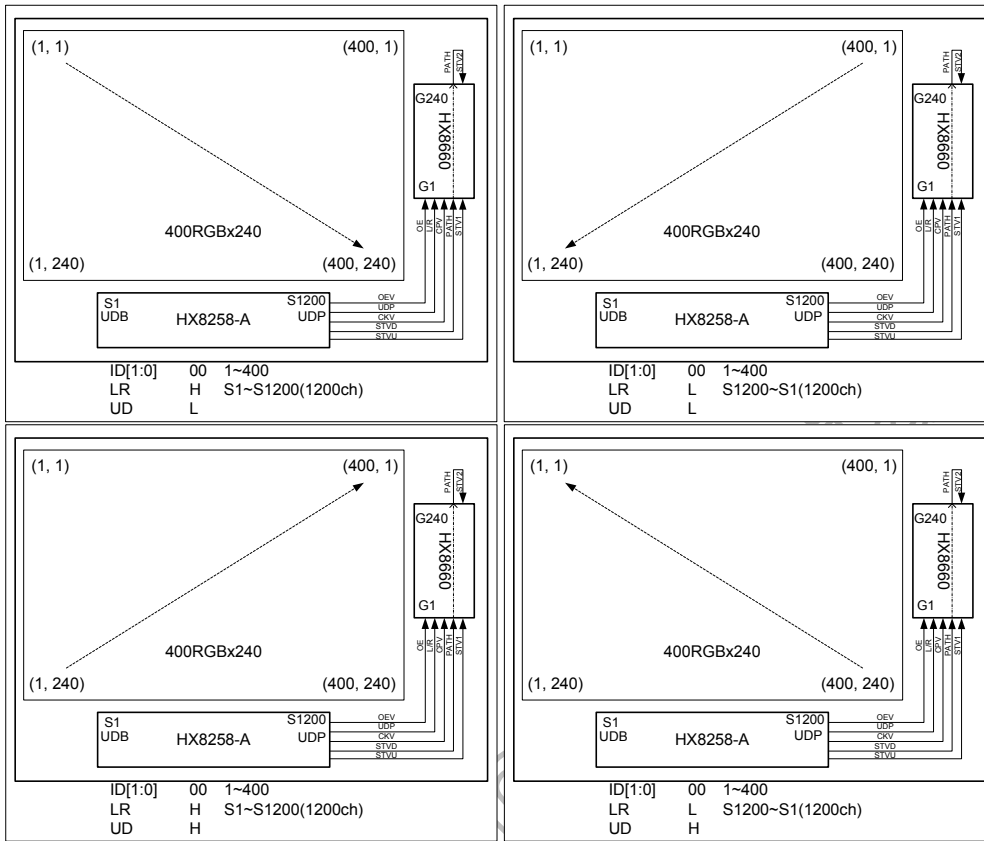 (1, 1) (400, 1)
PATH
STV2
G240
HX8660
G1
400RGBx240
OE
L/R
CPV
PATH
STV1
(1, 240) (400, 240)
S1 S1200
UDB HX8258-A UDP
OEV
UDP
CKV
STVD
STVU
ID[1:0] 00 1~400
LR H S1~S1200(1200ch)
UD L
(1, 1) (400, 1)
PATH
STV2
G240
HX8660
G1
400RGBx240
OE
L/R
CPV
PATH
STV1
(1, 240) (400, 240)
S1 S1200
UDB HX8258-A UDP
OEV
UDP
CKV
STVD
STVU
ID[1:0] 00 1~400
LR L S1200~S1(1200ch)
UD L
(1, 1) (400, 1)
PATH
STV2
G240
HX8660
G1
400RGBx240
OE
L/R
CPV
PATH
STV1
(1, 240) (400, 240)
S1 S1200
UDB HX8258-A UDP
OEV
UDP
CKV
STVD
STVU
ID[1:0] 00 1~400
LR H S1~S1200(1200ch)
UD H
(1, 1) (400, 1)
PATH
STV2
G240
HX8660
G1
400RGBx240
OE
L/R
CPV
PATH
STV1
(1, 240) (400, 240)
S1 S1200
UDB HX8258-A UDP
OEV
UDP
CKV
STVD
STVU
ID[1:0] 00 1~400
LR L S1200~S1(1200ch)
UD H